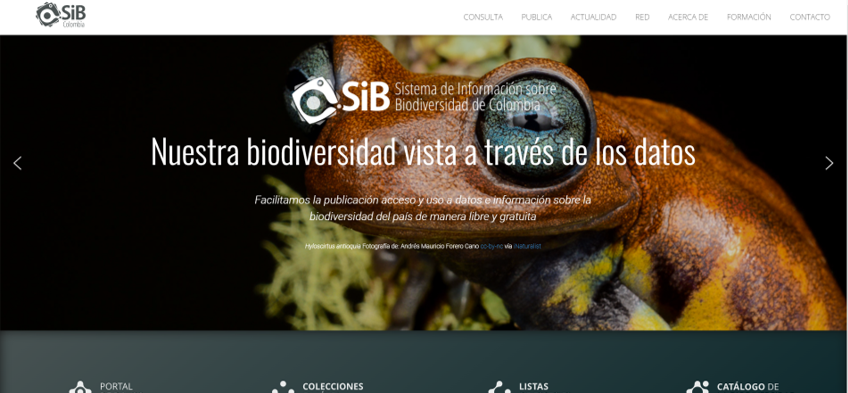 SiB
Colombia
CONSULTA PUBLICA ACTUALIDAD RED ACERCA DE FORMACIÓN CONTACTO
SiB Sistema de Información sobre
Biodiversidad de Colombia
Nuestra biodiversidad vista a través de los datos
Facilitamos la publicación acceso y uso a datos e información sobre la
biodiversidad del país de manera libre y gratuita
Hyloscirtus antioquia Fotografía de: Andrés Mauricio Forero Cano cc-by-nc vía iNaturalist
PORTAL COLECCIONES LISTAS CATÁLOGO DE